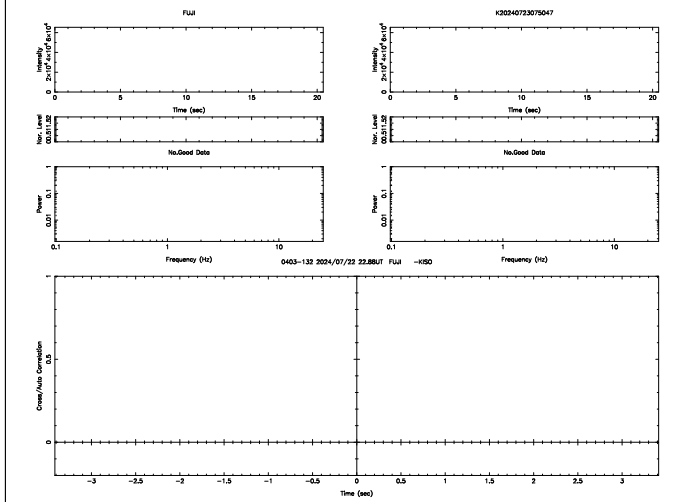 FUJI
K20240723075047
Intensity
0 2×10⁴ 4×10⁴ 6×10⁴
0 5 10 15 20
Time (sec)
Intensity
0 2×10⁴ 4×10⁴ 6×10⁴
0 5 10 15 20
Time (sec)
Nor. Level
00.511.52
Nor. Level
00.511.52
No.Good Data
No.Good Data
Power
0.01 0.1 1
0.1 1 10
Frequency (Hz)
Power
0.01 0.1 1
0.1 1 10
Frequency (Hz)
0403-132 2024/07/22 22.88UT FUJI -KISO
Cross/Auto Correlation
0 0.5 1
-3 -2.5 -2 -1.5 -1 -0.5 0 0.5 1 1.5 2 2.5 3
Time (sec)